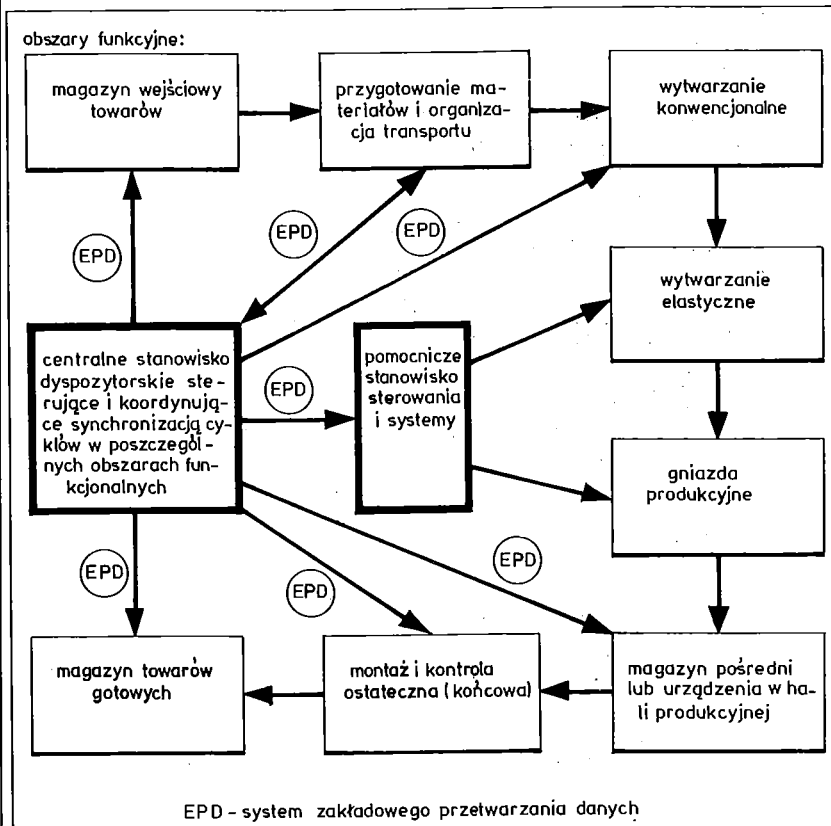 obszary funkcyjne:
magazyn wejściowy
towarów
przygotowanie ma-
teriałów i organiza-
cja transportu
wytwarzanie
konwencjonalne
EPD
EPD
EPD
wytwarzanie
elastyczne
centralne stanowisko
dyspozytorskie ste-
rujące i koordynują-
ce synchronizacją cy-
klów w poszczegól-
nych obszarach fun-
kcjonalnych
EPD
pomocnicze
stanowisko
sterowania
i systemy
gniazda
produkcyjne
EPD
EPD
EPD
magazyn towarów
gotowych
montaż i kontrola
ostateczna (końcowa)
magazyn pośredni
lub urządzenia w ha-
li produkcyjnej
EPD - system zakładowego przetwarzania danych